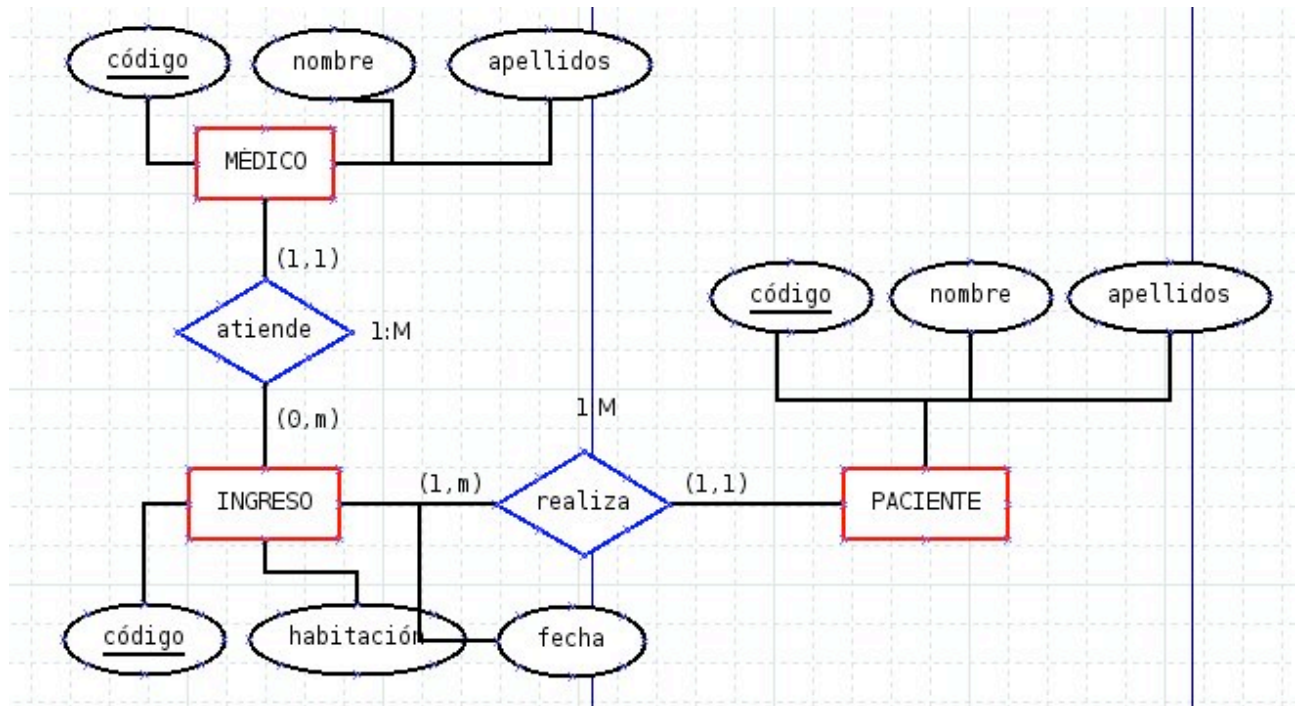 código
nombre
apellidos
MÉDICO
(1,1)
atiende
1:M
(0,m)
código
nombre
apellidos
1:M
INGRESO
(1,m)
realiza
(1,1)
PACIENTE
código
habitación
fecha